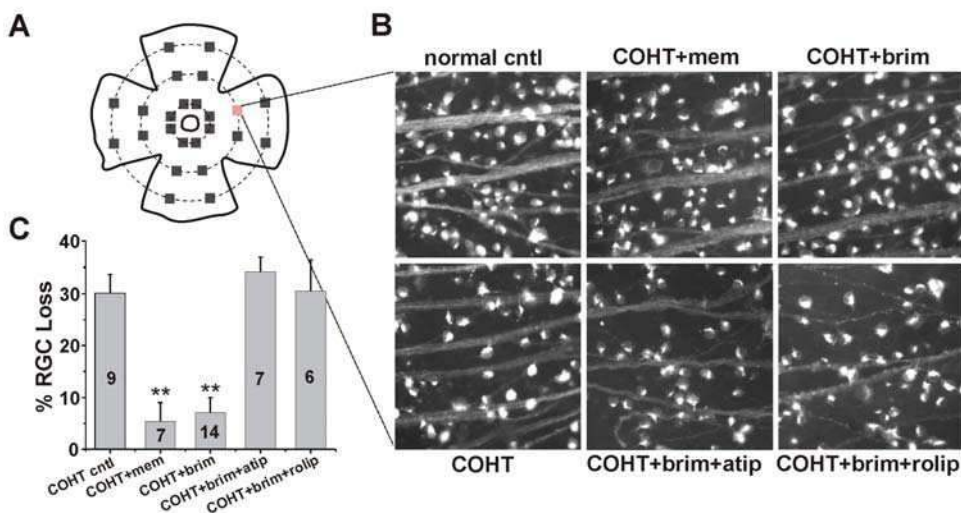 A
B
normal cntl
COHT+mem
COHT+brim
COHT
COHT+brim+atip
COHT+brim+rolip
C
% RGC Loss
40
30
20
10
0
9
**
7
**
14
7
6
COHT cntl
COHT+mem
COHT+brim
COHT+brim+atip
COHT+brim+rolip